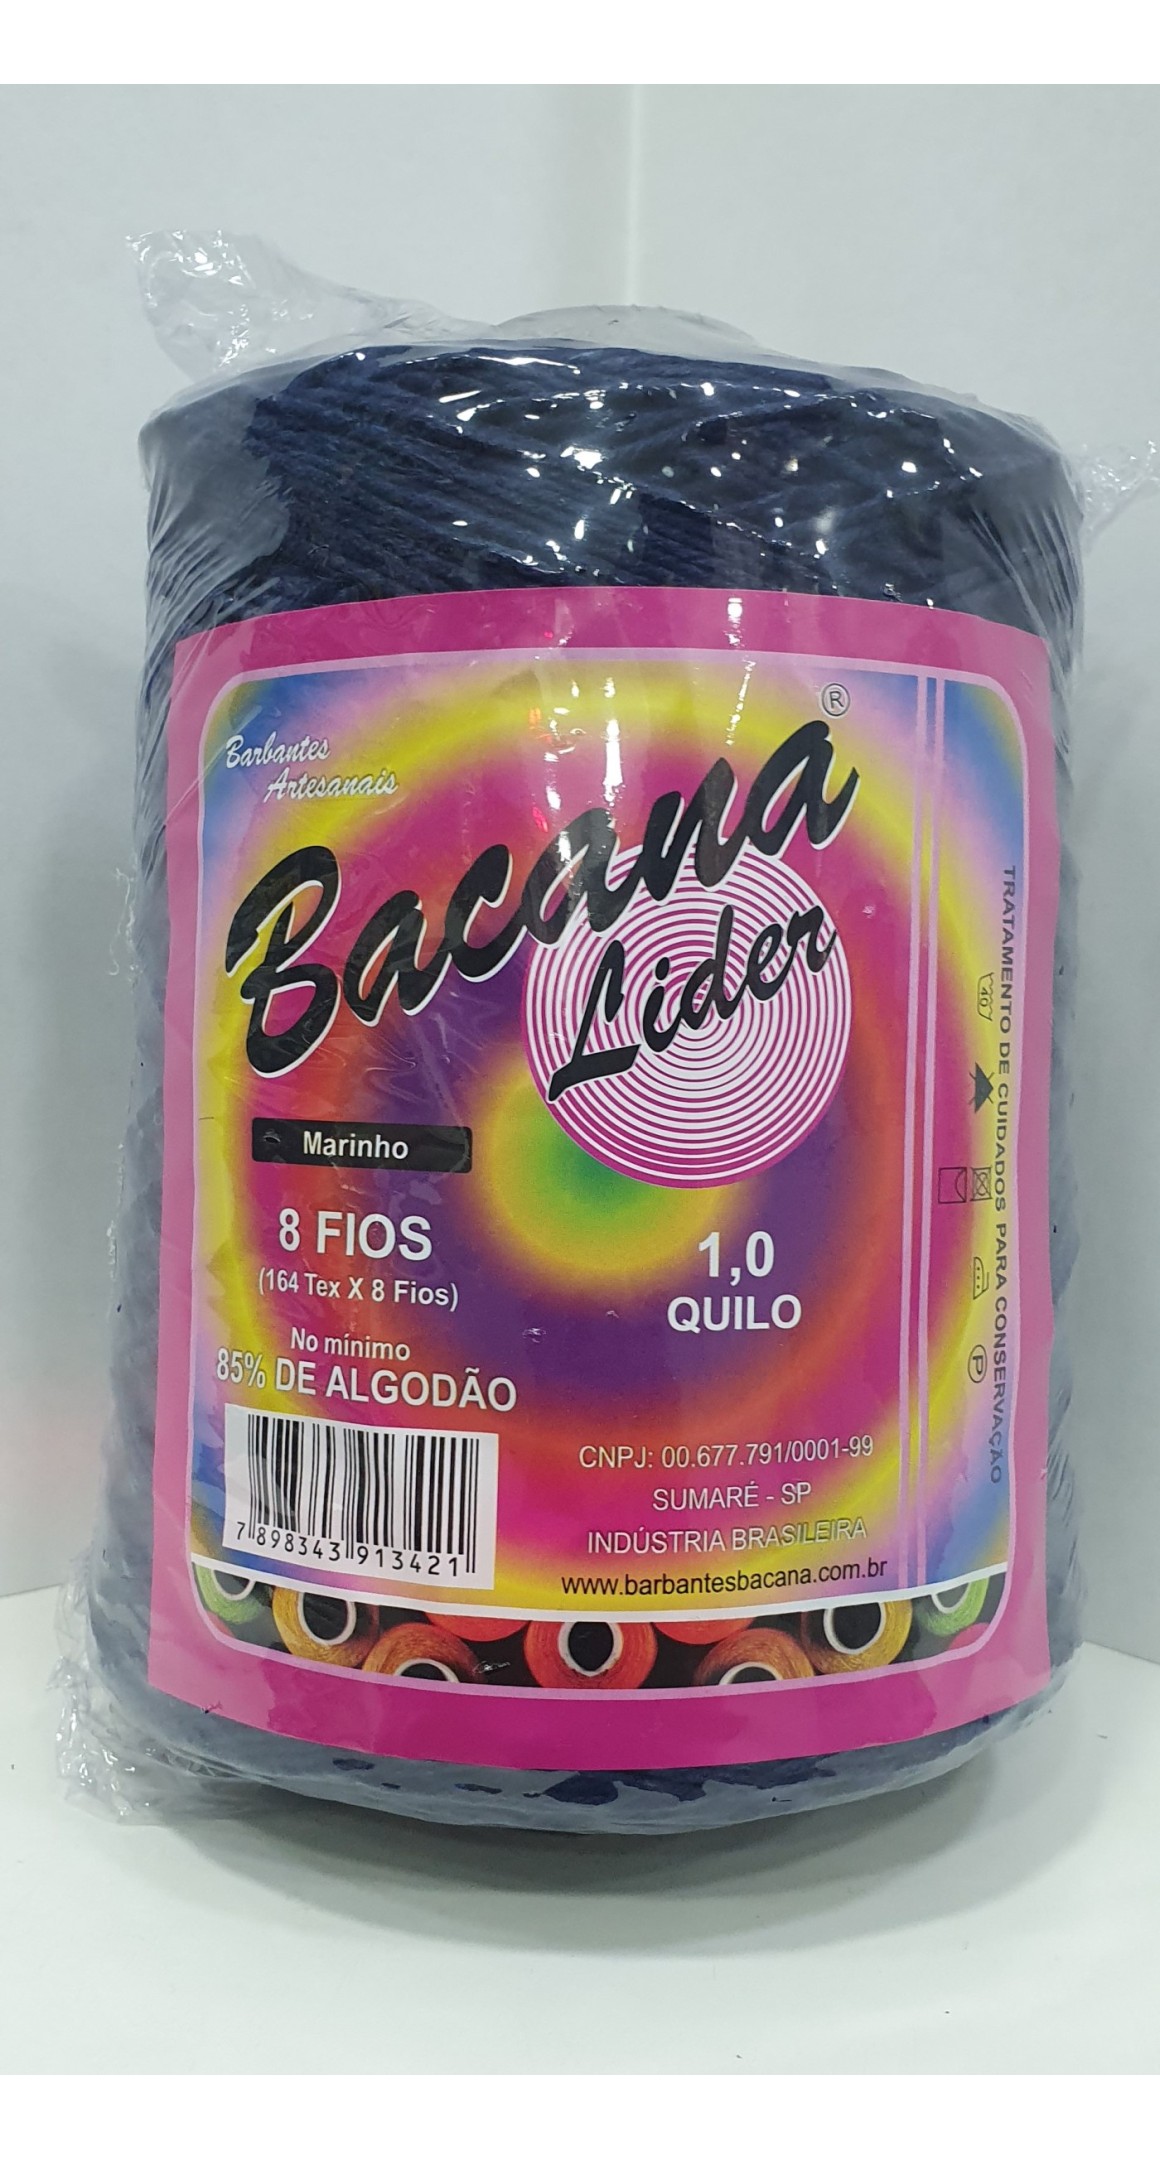 Barbantes
Artesanais
Bacana®
Lider
Marinho
8 FIOS
(164 Tex X 8 Fios)
No mínimo
85% DE ALGODÃO
1,0
QUILO
7 898343 913421
CNPJ: 00.677.791/0001-99
SUMARÉ - SP
INDÚSTRIA BRASILEIRA
www.barbantesbacana.com.br
TRATAMENTO DE CUIDADOS PARA CONSERVAÇÃO
40
P